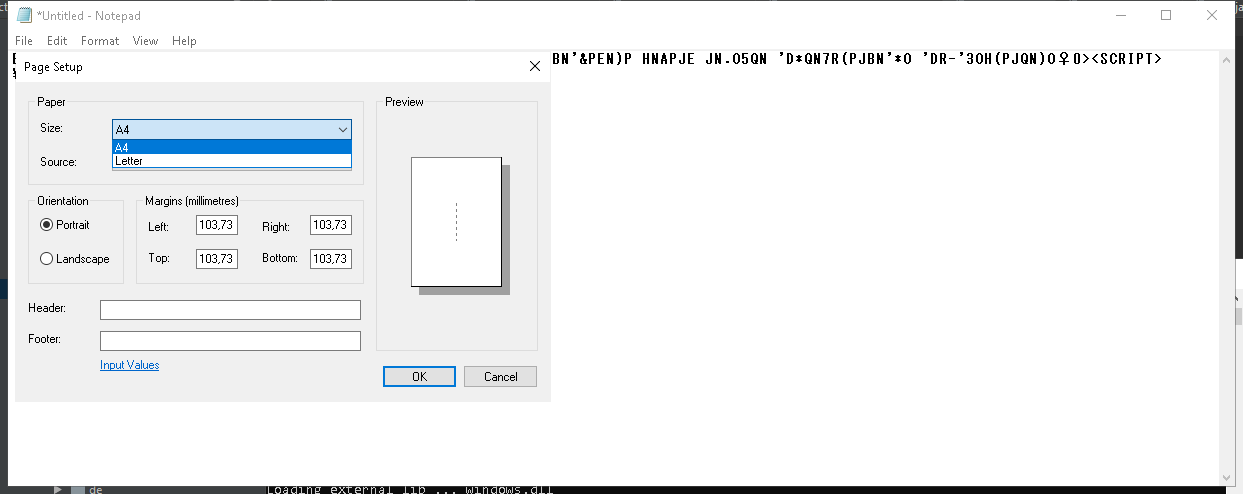 *Untitled - Notepad
File Edit Format View Help
BN'&PEN)P HNAPJE JN.O5QN 'D*QN7R(PJBN'*O 'DR-'3OH(PJQN)O♀O><SCRIPT>
Page Setup
Paper
Size:
A4
A4
Letter
Source:
Orientation
Portrait
Landscape
Margins (millimetres)
Left: 103,73 Right: 103,73
Top: 103,73 Bottom: 103,73
Preview
Header:
Footer:
Input Values
OK Cancel
de
Loading external lib ... windows.dll